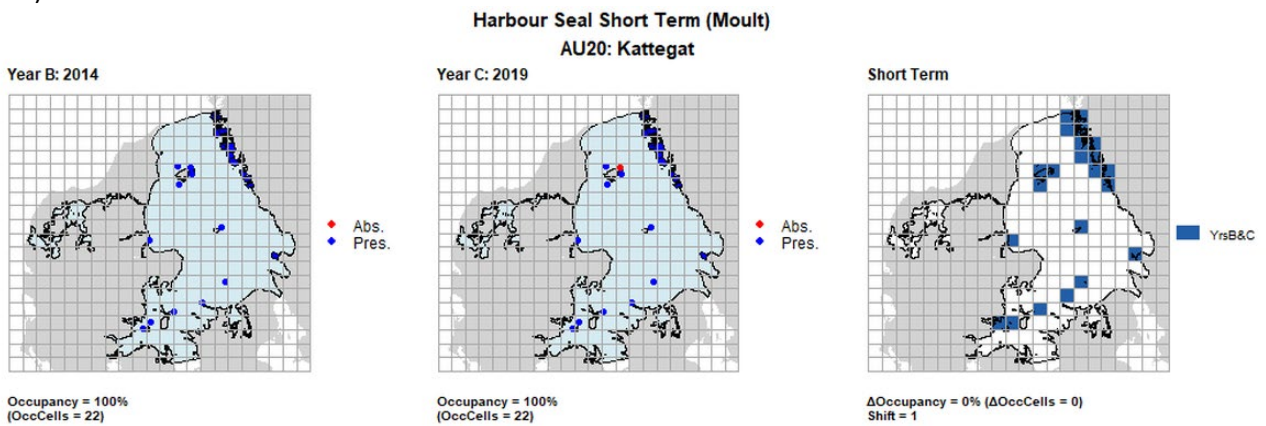 Harbour Seal Short Term (Moult)
AU20: Kattegat
Year B: 2014
Abs.
Pres.
Occupancy = 100%
(OccCells = 22)
Year C: 2019
Abs.
Pres.
Occupancy = 100%
(OccCells = 22)
Short Term
YrsB&C
ΔOccupancy = 0% (ΔOccCells = 0)
Shift = 1